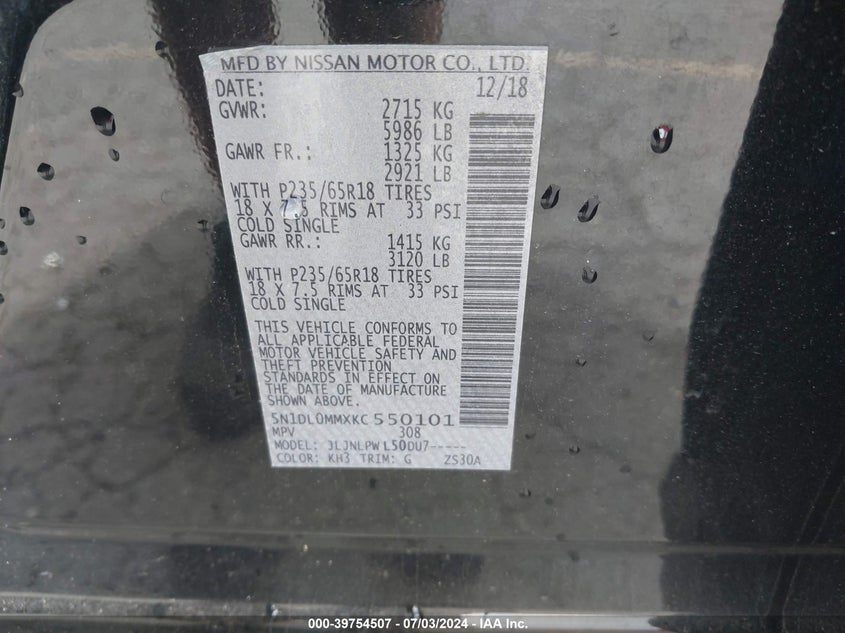 MFD BY NISSAN MOTOR CO., LTD.
DATE: 12/18
GVWR: 2715 KG
5986 LB
GAWR FR.: 1325 KG
2921 LB
WITH P235/65R18 TIRES
18 X 7.5 RIMS AT 33 PSI
COLD SINGLE
GAWR RR.: 1415 KG
3120 LB
WITH P235/65R18 TIRES
18 X 7.5 RIMS AT 33 PSI
COLD SINGLE
THIS VEHICLE CONFORMS TO
ALL APPLICABLE FEDERAL
MOTOR VEHICLE SAFETY AND
THEFT PREVENTION
STANDARDS IN EFFECT ON
THE DATE OF MANUFACTURE
SHOWN ABOVE.
5N1DL0MMXKC550101
MPV 308
MODEL: JLJNLPWL50DU7-----
COLOR: KH3 TRIM: G ZS30A
000-39754507 - 07/03/2024 - IAA Inc.